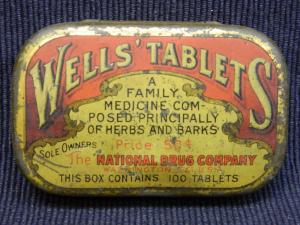 WELLS' TABLETS
A
FAMILY
MEDICINE COM-
POSED PRINCIPALLY
OF HERBS AND BARKS
SOLE OWNERS Price 50¢
The NATIONAL DRUG COMPANY
WASHINGTON, D.C. U.S.A.
THIS BOX CONTAINS 100 TABLETS